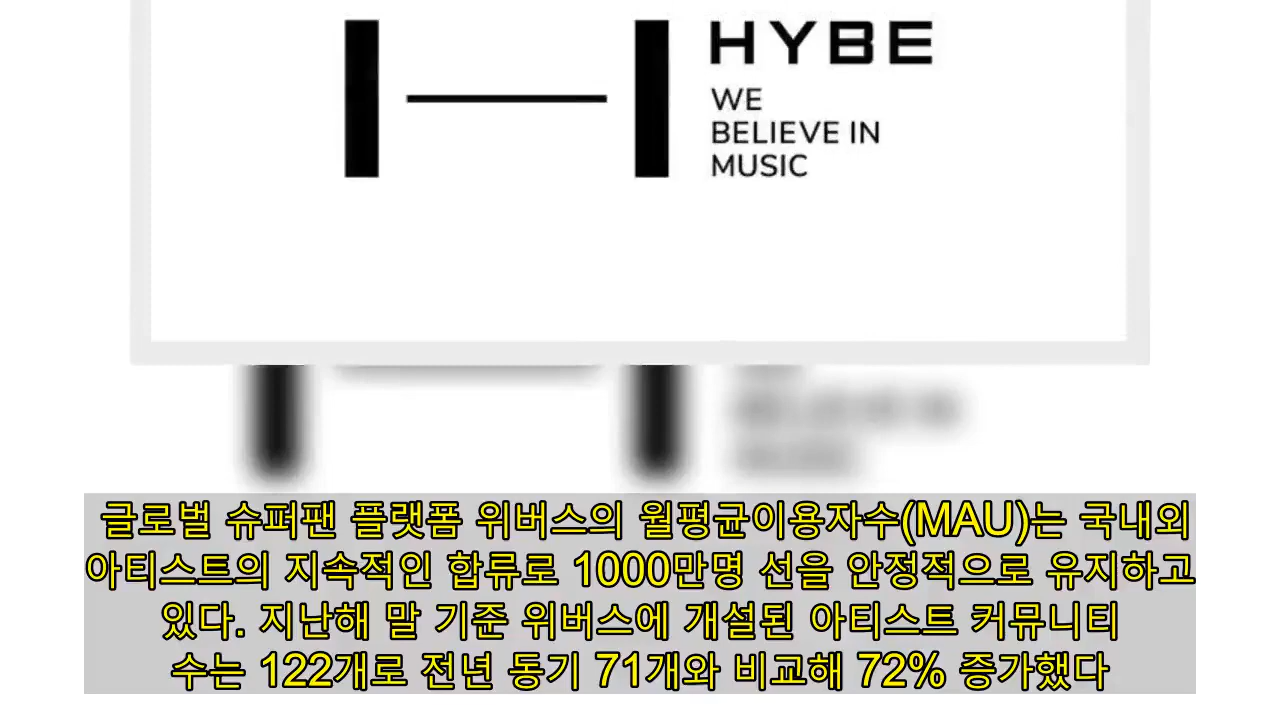 HYBE
WE
BELIEVE IN
MUSIC
글로벌 슈퍼팬 플랫폼 위버스의 월평균이용자수(MAU)는 국내외
아티스트의 지속적인 합류로 1000만명 선을 안정적으로 유지하고
있다. 지난해 말 기준 위버스에 개설된 아티스트 커뮤니티
수는 122개로 전년 동기 71개와 비교해 72% 증가했다